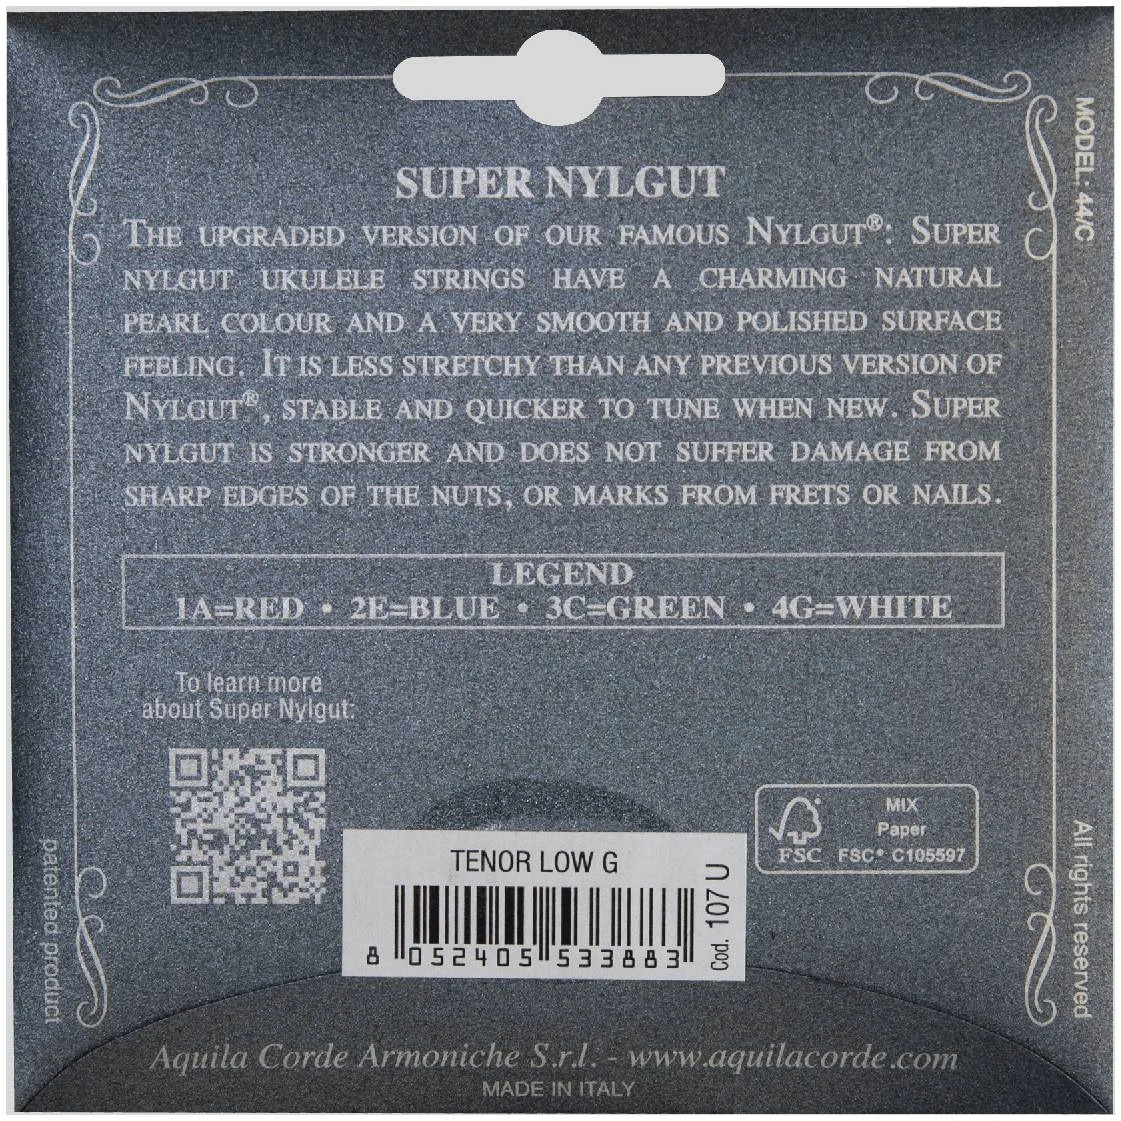 SUPER NYLGUT
THE UPGRADED VERSION OF OUR FAMOUS NYLGUT®: SUPER
NYLGUT UKULELE STRINGS HAVE A CHARMING NATURAL
PEARL COLOUR AND A VERY SMOOTH AND POLISHED SURFACE
FEELING. IT IS LESS STRETCHY THAN ANY PREVIOUS VERSION OF
NYLGUT®, STABLE AND QUICKER TO TUNE WHEN NEW. SUPER
NYLGUT IS STRONGER AND DOES NOT SUFFER DAMAGE FROM
SHARP EDGES OF THE NUTS, OR MARKS FROM FRETS OR NAILS.
LEGEND
1A=RED • 2E=BLUE • 3C=GREEN • 4G=WHITE
To learn more
about Super Nylgut:
TENOR LOW G
8 052405 533883
Cod. 107 U
MIX
Paper
FSC FSC® C105597
MODEL: 44/C
All rights reserved
patented product
Aquila Corde Armoniche S.r.l. - www.aquilacorde.com
MADE IN ITALY